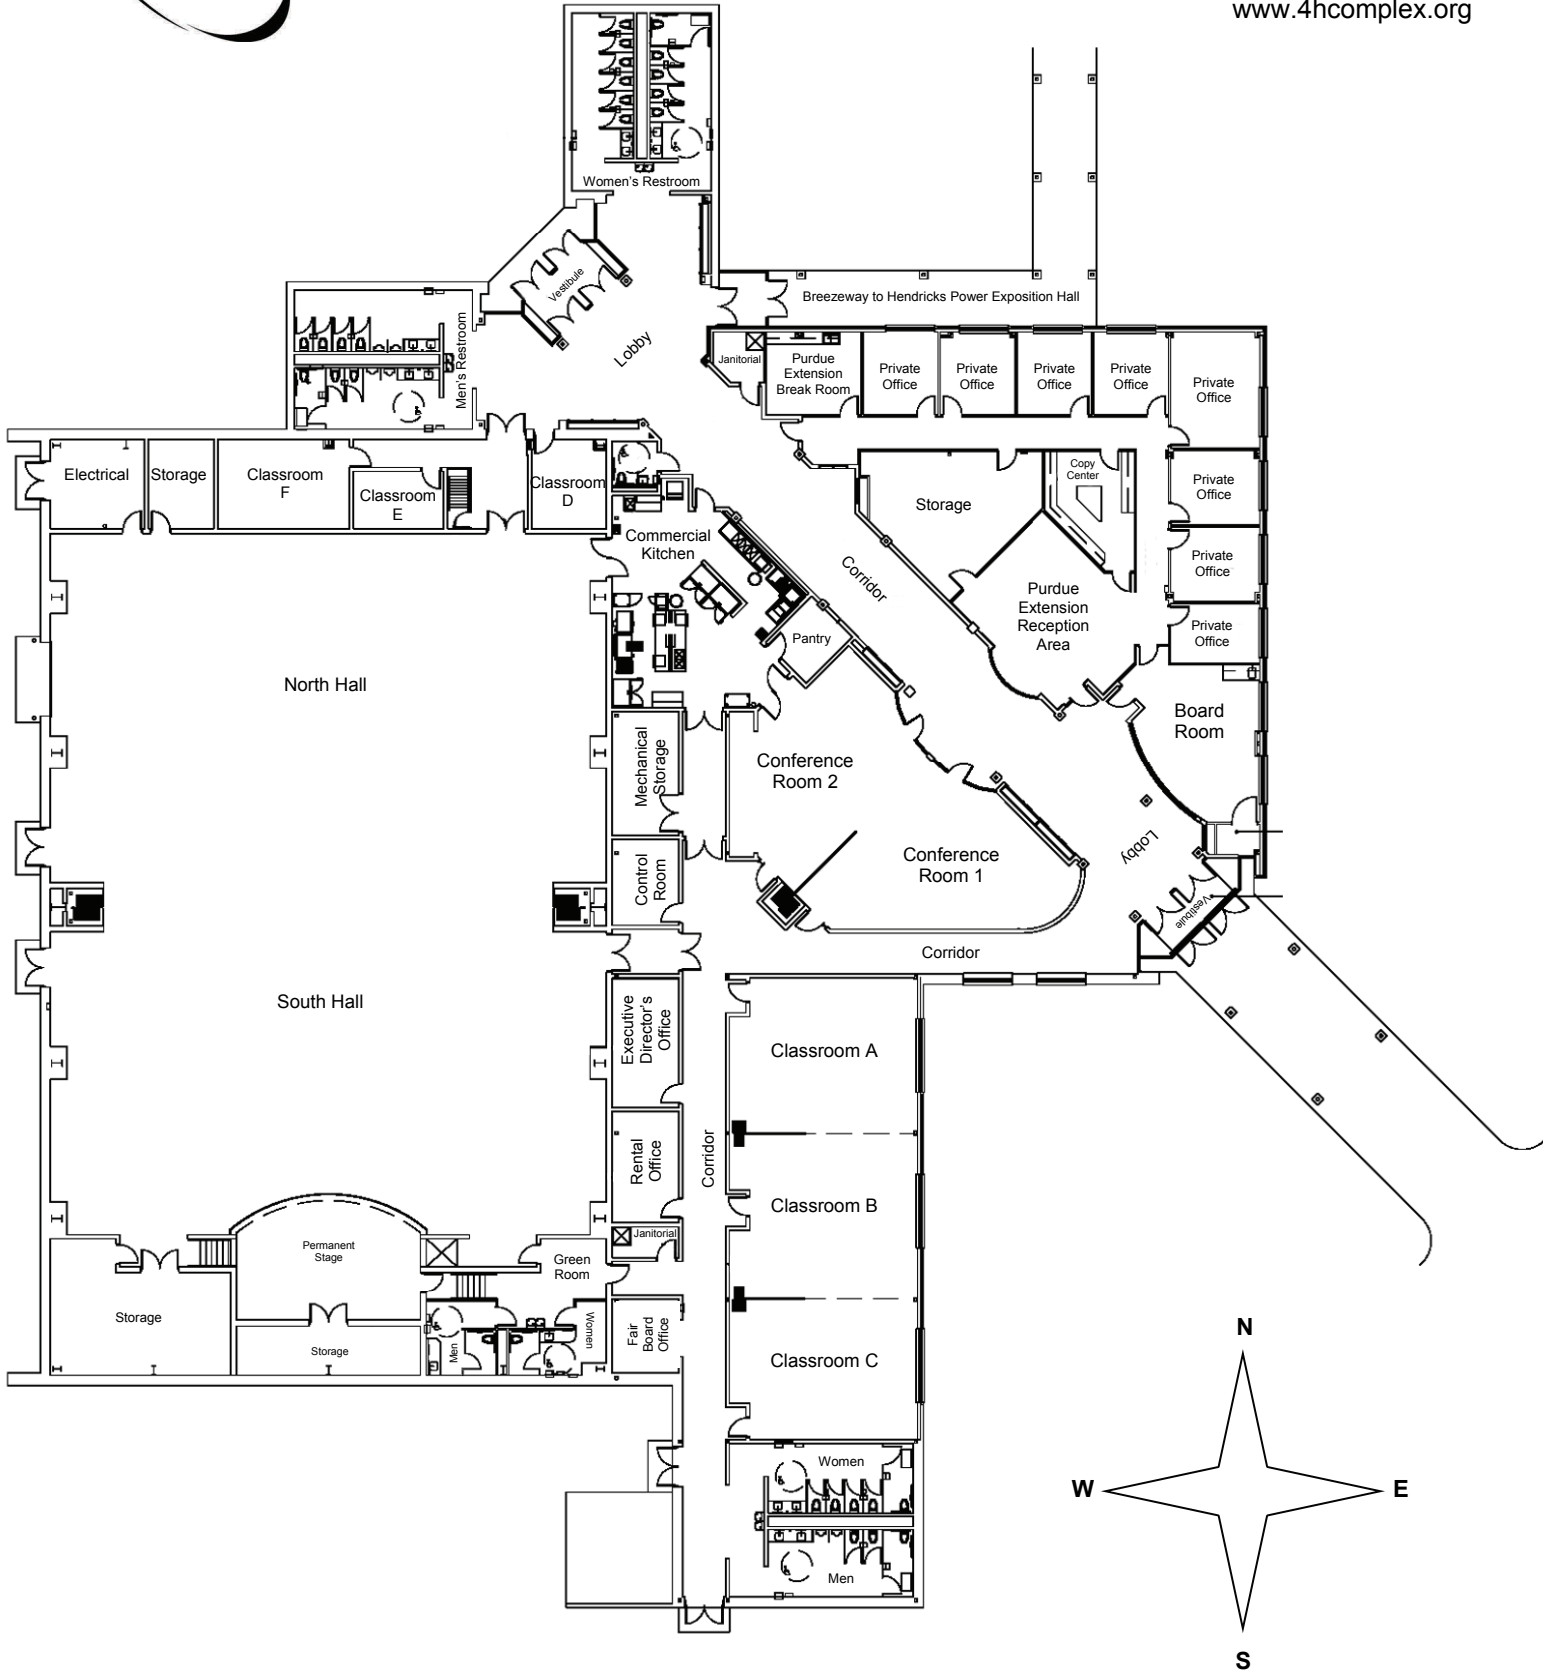 www.4hcomplex.org
Women's Restroom
Vestibule
Breezeway to Hendricks Power Exposition Hall
Lobby
Men's Restroom
Janitorial
Purdue
Extension
Break Room
Private
Office
Private
Office
Private
Office
Private
Office
Private
Office
Electrical
Storage
Classroom
F
Classroom
E
Classroom
D
Storage
Copy
Center
Private
Office
Commercial
Kitchen
Corridor
Private
Office
Purdue
Extension
Reception
Area
Pantry
Private
Office
North Hall
Board
Room
Mechanical
Storage
Conference
Room 2
Lobby
Conference
Room 1
Control
Room
Vestibule
Corridor
South Hall
Executive
Director's
Office
Classroom A
Rental
Office
Corridor
Classroom B
Janitorial
Permanent
Stage
Green
Room
Storage
Storage
Men
Women
Fair
Board
Office
Classroom C
Women
Men
N
W
E
S